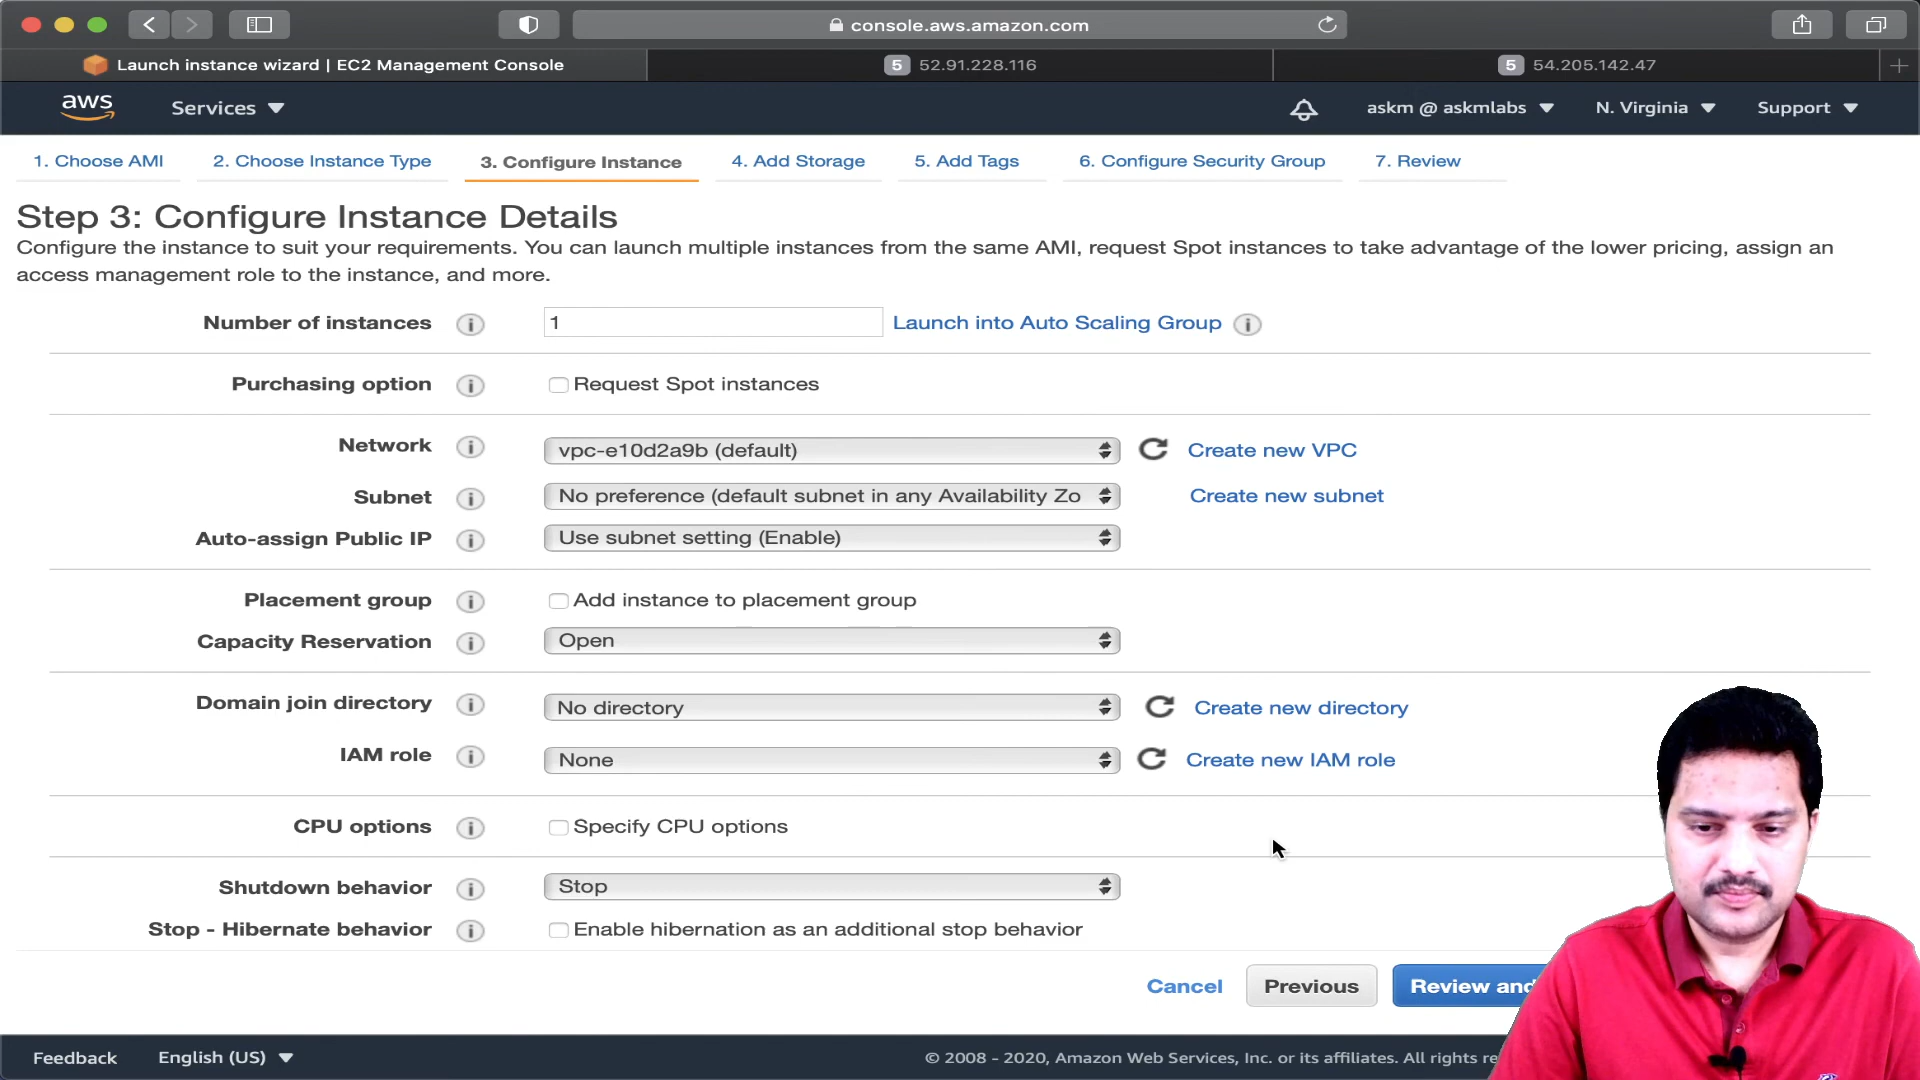 console.aws.amazon.com
Launch instance wizard | EC2 Management Console
5 52.91.228.116
5 54.205.142.47
aws
Services
askm @ askmlabs
N. Virginia
Support
1. Choose AMI
2. Choose Instance Type
3. Configure Instance
4. Add Storage
5. Add Tags
6. Configure Security Group
7. Review
Step 3: Configure Instance Details
Configure the instance to suit your requirements. You can launch multiple instances from the same AMI, request Spot instances to take advantage of the lower pricing, assign an
access management role to the instance, and more.
Number of instances
1
Launch into Auto Scaling Group
Purchasing option
Request Spot instances
Network
vpc-e10d2a9b (default)
Create new VPC
Subnet
No preference (default subnet in any Availability Zo
Create new subnet
Auto-assign Public IP
Use subnet setting (Enable)
Placement group
Add instance to placement group
Capacity Reservation
Open
Domain join directory
No directory
Create new directory
IAM role
None
Create new IAM role
CPU options
Specify CPU options
Shutdown behavior
Stop
Stop - Hibernate behavior
Enable hibernation as an additional stop behavior
Cancel
Previous
Review and
Feedback
English (US)
© 2008 - 2020, Amazon Web Services, Inc. or its affiliates. All rights re